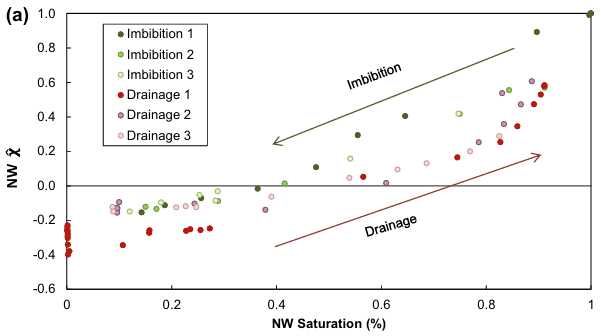 (a)
1.0
0.8
0.6
0.4
0.2
0.0
-0.2
-0.4
-0.6
NW χ̂
Imbibition 1
Imbibition 2
Imbibition 3
Drainage 1
Drainage 2
Drainage 3
Imbibition
Drainage
0 0.2 0.4 0.6 0.8 1
NW Saturation (%)